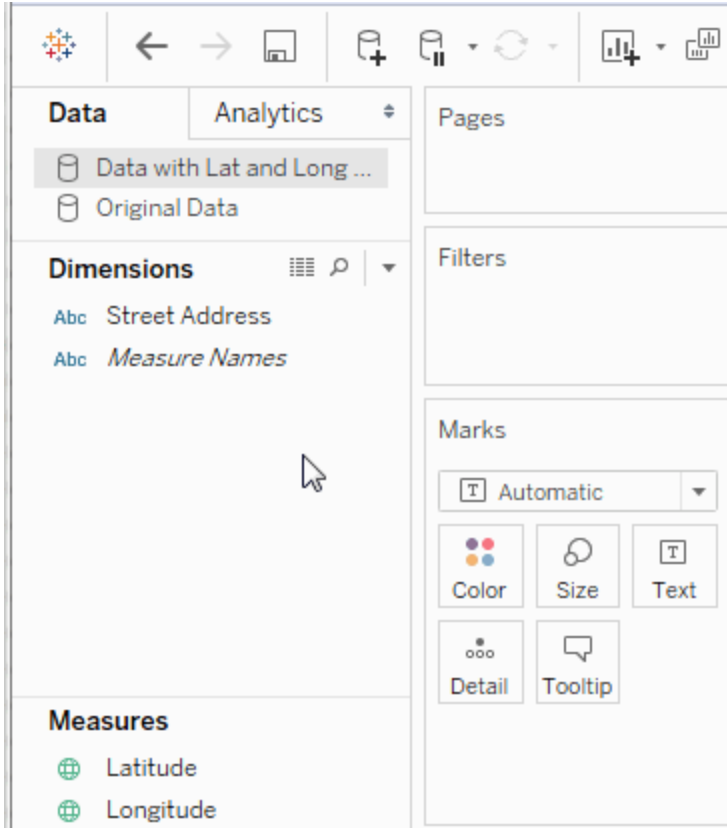 Data
Analytics
Data with Lat and Long ...
Original Data
Dimensions
Abc Street Address
Abc Measure Names
Measures
Latitude
Longitude
Pages
Filters
Marks
T Automatic
Color
Size
T
Text
Detail
Tooltip